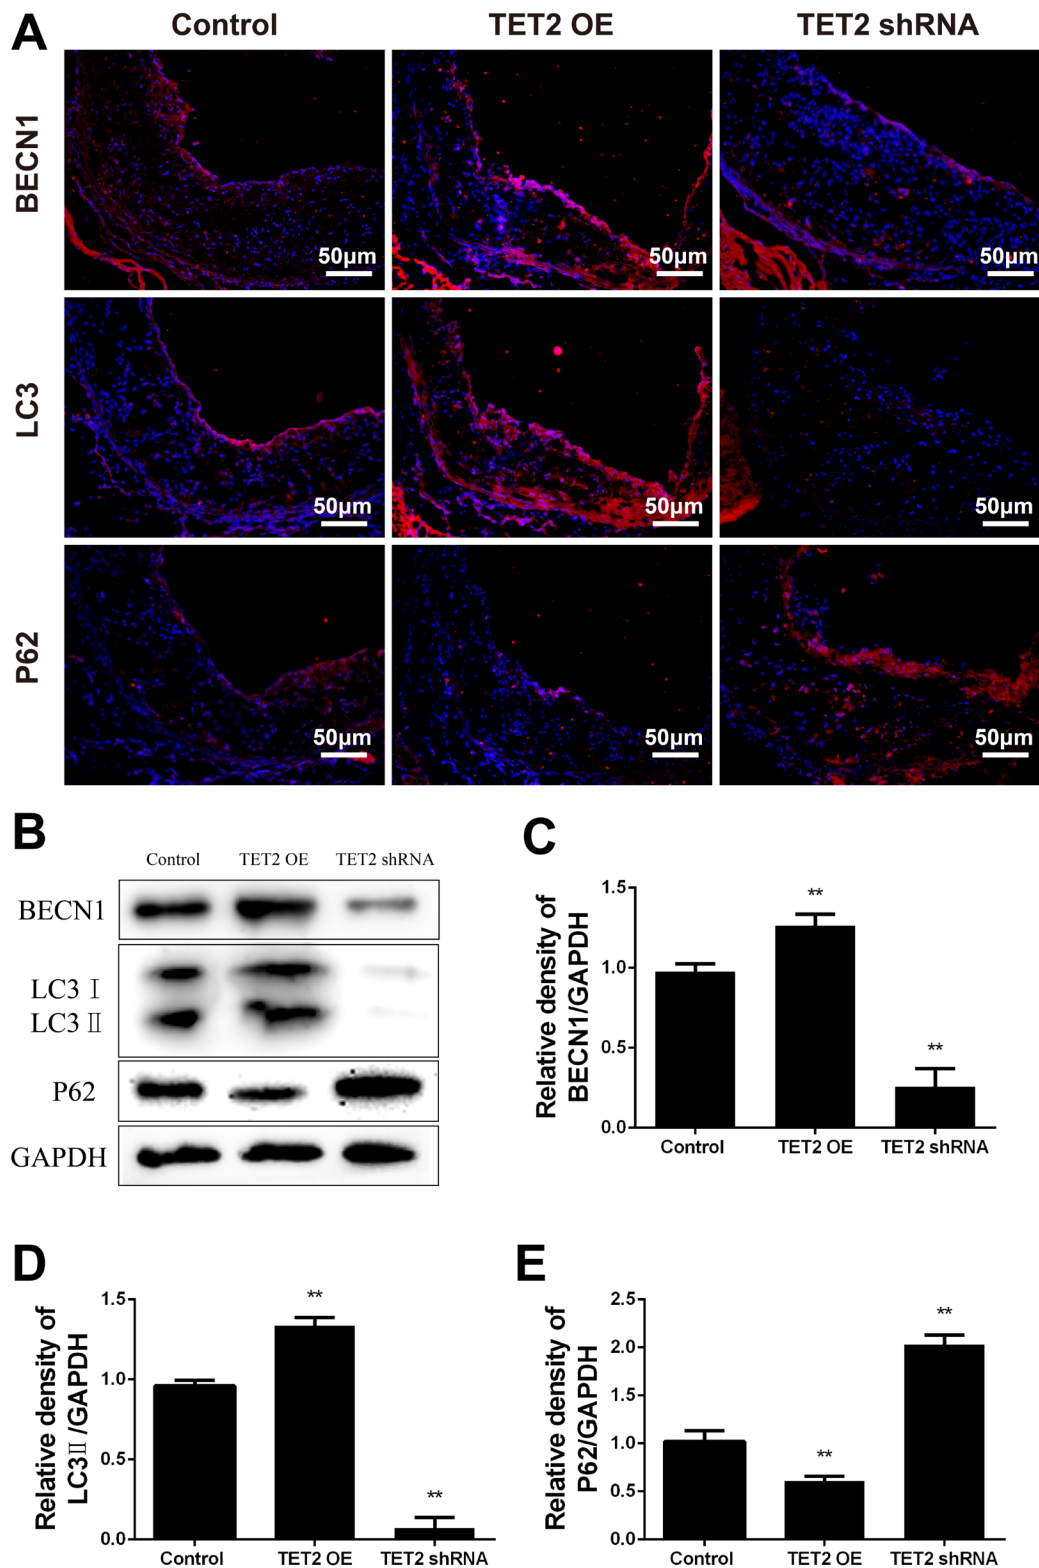 A
Control
TET2 OE
TET2 shRNA
BECN1
50μm
50μm
50μm
LC3
50μm
50μm
50μm
P62
50μm
50μm
50μm
B
Control
TET2 OE
TET2 shRNA
BECN1
LC3 Ⅰ
LC3 Ⅱ
P62
GAPDH
C
Relative density of
BECN1/GAPDH
1.5
1.0
0.5
0.0
**
**
Control
TET2 OE
TET2 shRNA
D
Relative density of
LC3Ⅱ/GAPDH
1.5
1.0
0.5
0.0
**
**
Control
TET2 OE
TET2 shRNA
E
Relative density of
P62/GAPDH
2.5
2.0
1.5
1.0
0.5
0.0
**
**
Control
TET2 OE
TET2 shRNA